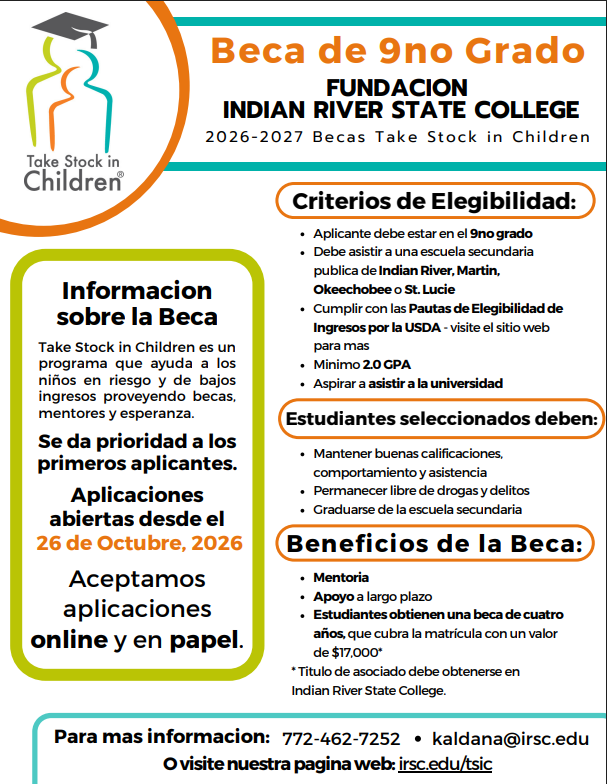 Take Stock in
Children®
Beca de 9no Grado
FUNDACION
INDIAN RIVER STATE COLLEGE
2026-2027 Becas Take Stock in Children
Informacion
sobre la Beca
Take Stock in Children es un
programa que ayuda a los
niños en riesgo y de bajos
ingresos proveyendo becas,
mentores y esperanza.
Se da prioridad a los
primeros aplicantes.
Aplicaciones
abiertas desde el
26 de Octubre, 2026
Aceptamos
aplicaciones
online y en papel.
Criterios de Elegibilidad:
• Aplicante debe estar en el 9no grado
• Debe asistir a una escuela secundaria
publica de Indian River, Martin,
Okeechobee o St. Lucie
• Cumplir con las Pautas de Elegibilidad de
Ingresos por la USDA - visite el sitio web
para mas
• Minimo 2.0 GPA
• Aspirar a asistir a la universidad
Estudiantes seleccionados deben:
• Mantener buenas calificaciones,
comportamiento y asistencia
• Permanecer libre de drogas y delitos
• Graduarse de la escuela secundaria
Beneficios de la Beca:
• Mentoria
• Apoyo a largo plazo
• Estudiantes obtienen una beca de cuatro
años, que cubra la matrícula con un valor
de $17,000*
* Titulo de asociado debe obtenerse en
Indian River State College.
Para mas informacion: 772-462-7252 • kaldana@irsc.edu
O visite nuestra pagina web: irsc.edu/tsic